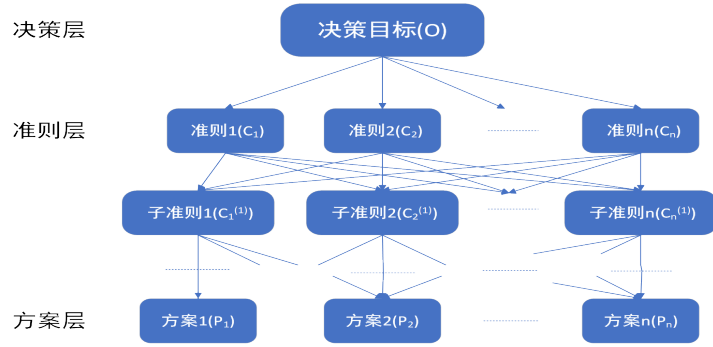 决策层 决策目标(O)
准则层 准则1(C₁) 准则2(C₂) 准则n(Cₙ)
子准则1(C₁⁽¹⁾) 子准则2(C₂⁽¹⁾) 子准则n(Cₙ⁽¹⁾)
方案层 方案1(P₁) 方案2(P₂) 方案n(Pₙ)